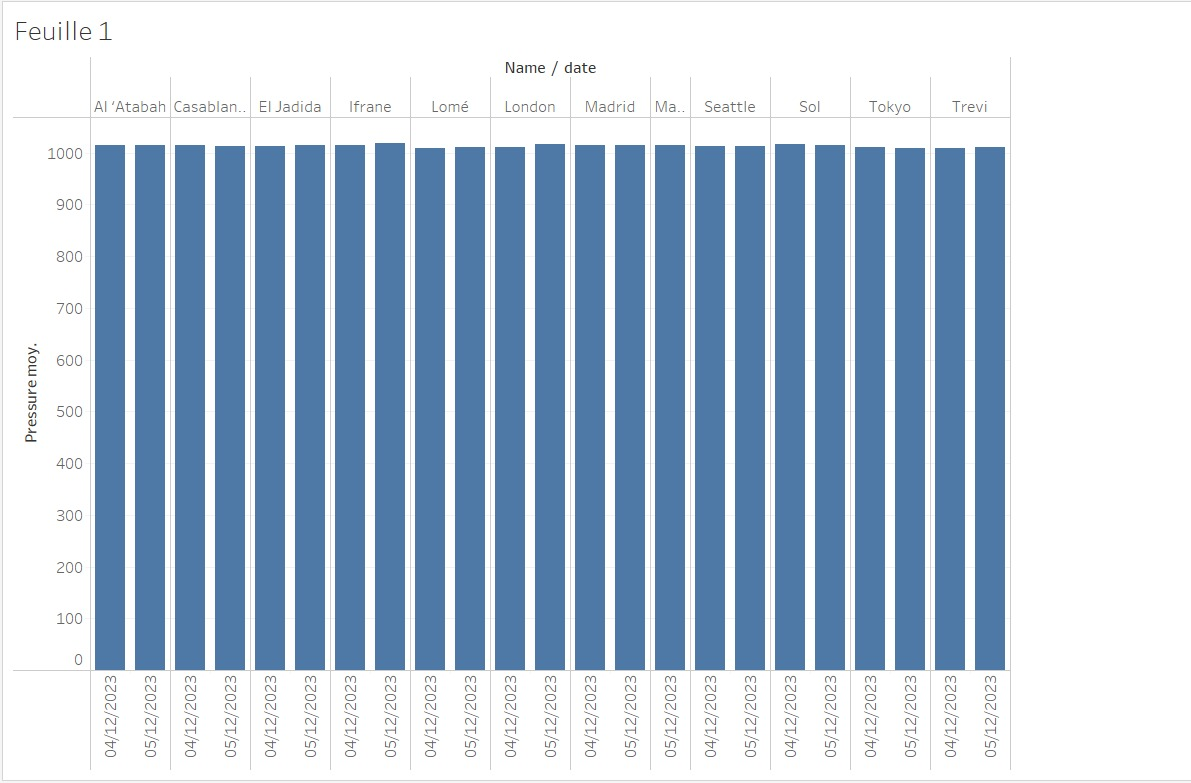 Feuille 1
Name / date
Al ‘Atabah Casablan.. El Jadida Ifrane Lomé London Madrid Ma.. Seattle Sol Tokyo Trevi
1000
900
800
700
600
500
400
300
200
100
0
Pressure moy.
04/12/2023 05/12/2023 04/12/2023 05/12/2023 04/12/2023 05/12/2023 04/12/2023 05/12/2023 04/12/2023 05/12/2023 04/12/2023 05/12/2023 04/12/2023 05/12/2023 04/12/2023 04/12/2023 05/12/2023 04/12/2023 05/12/2023 04/12/2023 05/12/2023 04/12/2023 05/12/2023